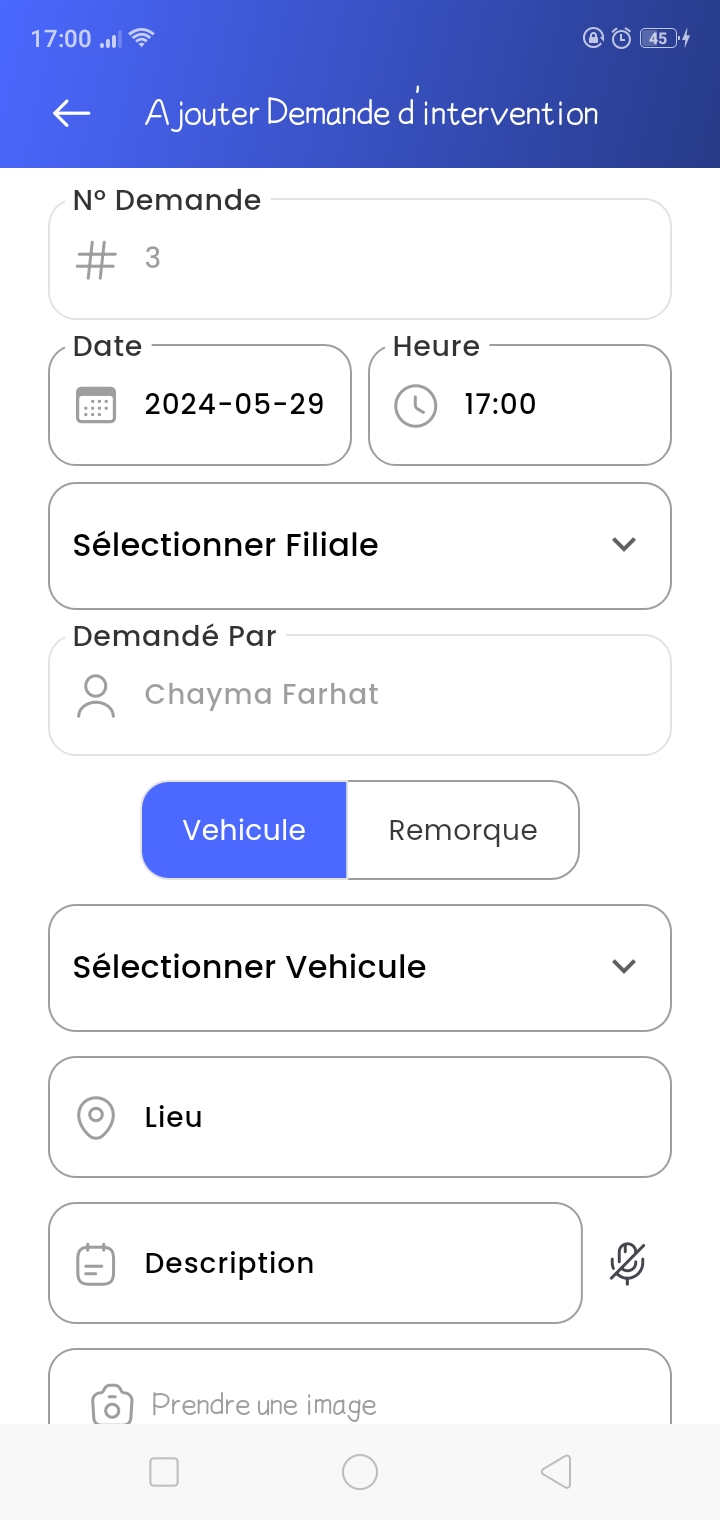 17:00 45
Ajouter Demande d'intervention
N° Demande
3
Date Heure
2024-05-29 17:00
Sélectionner Filiale
Demandé Par
Chayma Farhat
Vehicule Remorque
Sélectionner Vehicule
Lieu
Description
Prendre une image